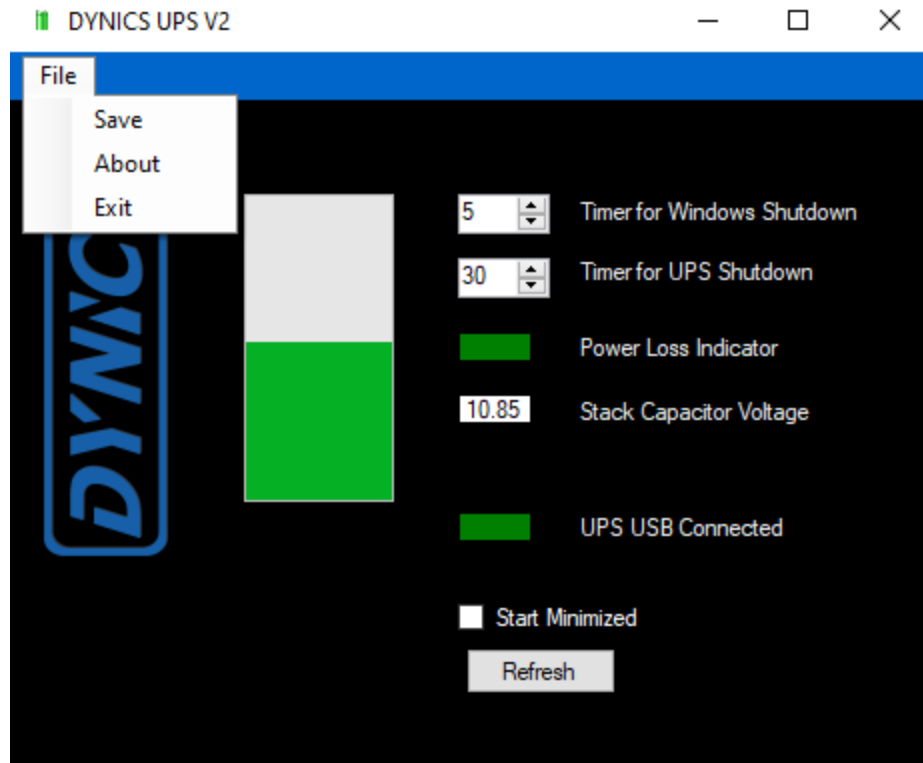 DYNICS UPS V2
File
Save
About
Exit
DYNIC
5 Timer for Windows Shutdown
30 Timer for UPS Shutdown
Power Loss Indicator
10.85 Stack Capacitor Voltage
UPS USB Connected
Start Minimized
Refresh